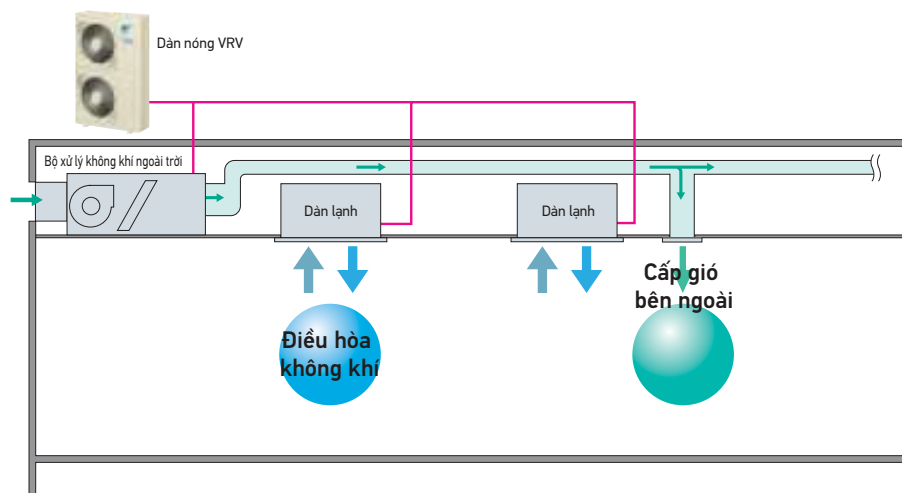 Dàn nóng VRV
Bộ xử lý không khí ngoài trời
Dàn lạnh
Dàn lạnh
Cấp gió
bên ngoài
Điều hòa
không khí